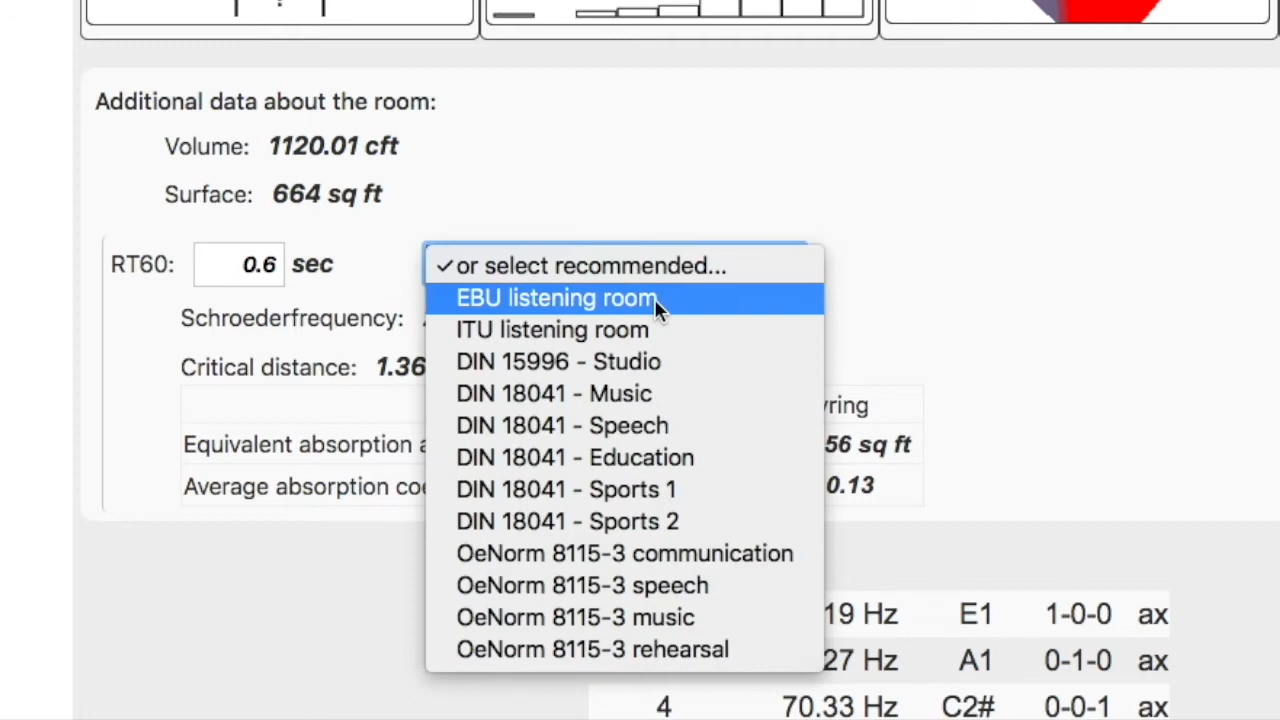 Additional data about the room:
Volume: 1120.01 cft
Surface: 664 sq ft
RT60: 0.6 sec
✓ or select recommended...
EBU listening room
ITU listening room
DIN 15996 - Studio
DIN 18041 - Music
DIN 18041 - Speech
DIN 18041 - Education
DIN 18041 - Sports 1
DIN 18041 - Sports 2
OeNorm 8115-3 communication
OeNorm 8115-3 speech
OeNorm 8115-3 music
OeNorm 8115-3 rehearsal
Schroederfrequency:
Critical distance: 1.36
yring
Equivalent absorption a 56 sq ft
Average absorption coe 0.13
19 Hz E1 1-0-0 ax
27 Hz A1 0-1-0 ax
4 70.33 Hz C2# 0-0-1 ax